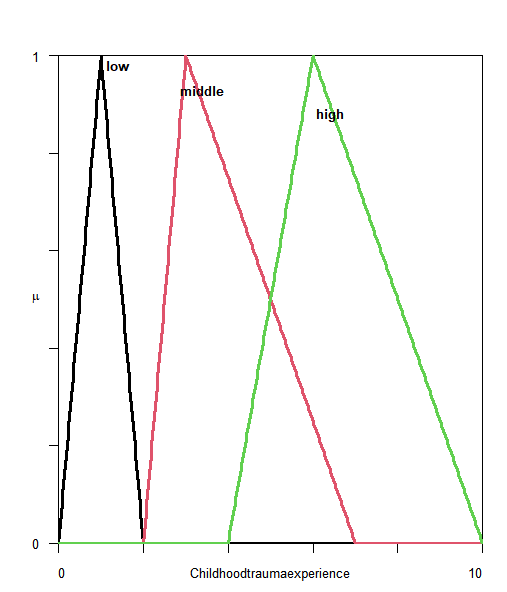 1
low
middle
high
μ
0
0 Childhoodtraumaexperience 10